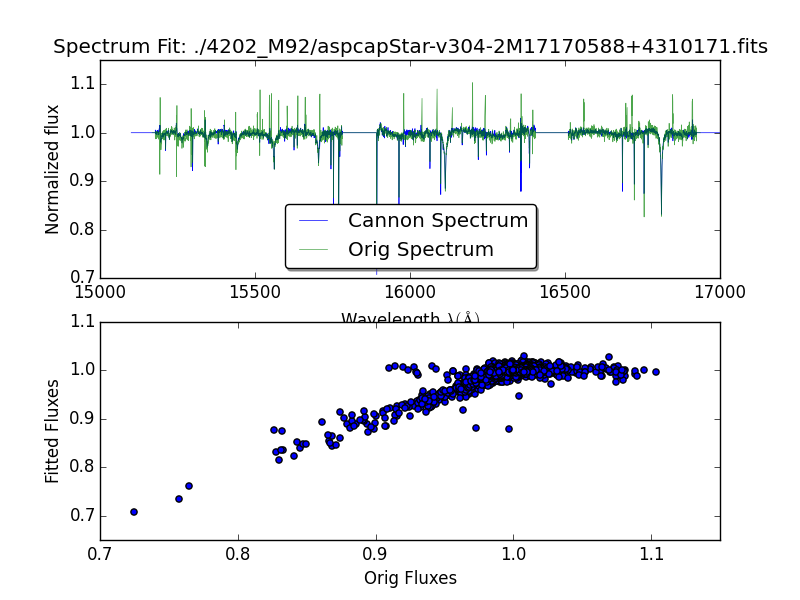 Spectrum Fit: ./4202_M92/aspcapStar-v304-2M17170588+4310171.fits
Normalized flux
1.1
1.0
0.9
0.8
0.7
Cannon Spectrum
Orig Spectrum
15000 15500 16000 16500 17000
Wavelength λ(Å)
Fitted Fluxes
1.1
1.0
0.9
0.8
0.7
0.7 0.8 0.9 1.0 1.1
Orig Fluxes